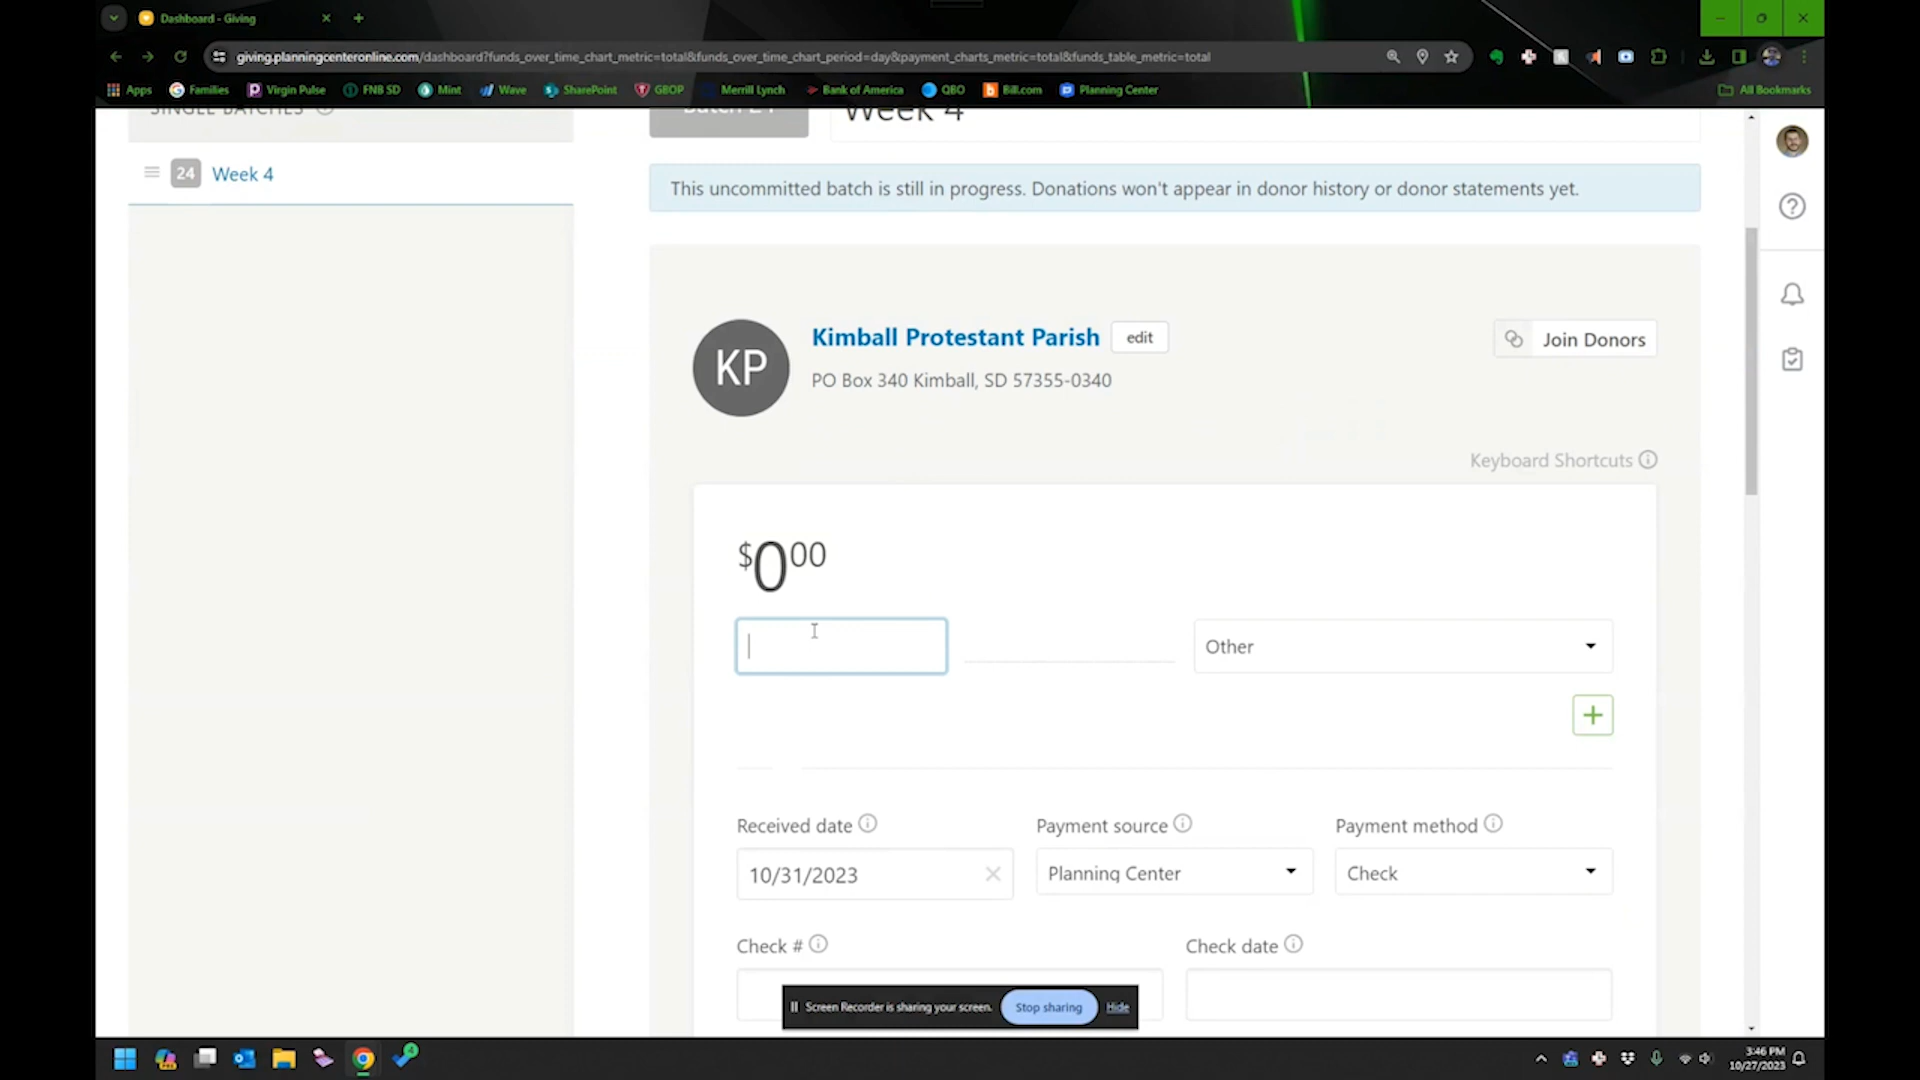 Dashboard - Giving
giving.planningcenteronline.com/dashboard?funds_over_time_chart_metric=total&funds_over_time_chart_period=day&payment_charts_metric=total&funds_table_metric=total
Apps Families Virgin Pulse FNB SD Mint Wave SharePoint GBOP Merrill Lynch Bank of America QBO Bill.com Planning Center All Bookmarks
SINGLE BATCHES
Batch 24 Week 4
24 Week 4
This uncommitted batch is still in progress. Donations won't appear in donor history or donor statements yet.
KP
Kimball Protestant Parish edit
Join Donors
PO Box 340 Kimball, SD 57355-0340
Keyboard Shortcuts
$0 00
Other
+
Received date Payment source Payment method
10/31/2023 Planning Center Check
Check # Check date
Screen Recorder is sharing your screen. Stop sharing Hide
4
3:46 PM
10/27/2023